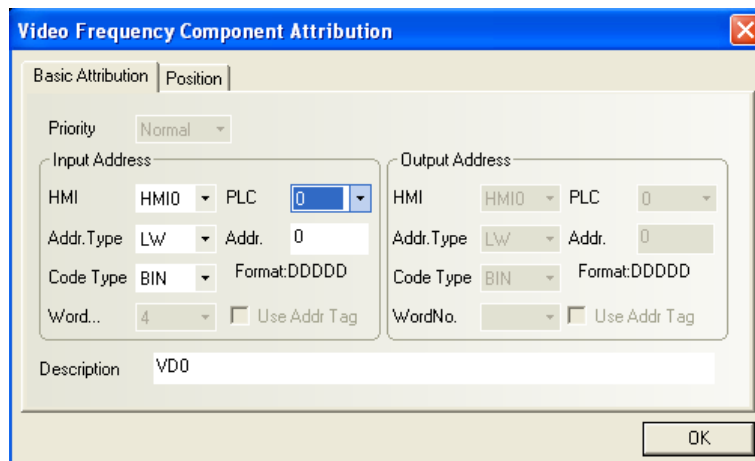 Video Frequency Component Attribution
Basic Attribution Position
Priority Normal
Input Address Output Address
HMI HMI0 PLC 0 HMI HMI0 PLC 0
Addr.Type LW Addr. 0 Addr.Type LW Addr. 0
Code Type BIN Format:DDDDD Code Type BIN Format:DDDDD
Word... 4 Use Addr Tag WordNo. Use Addr Tag
Description VD0
OK